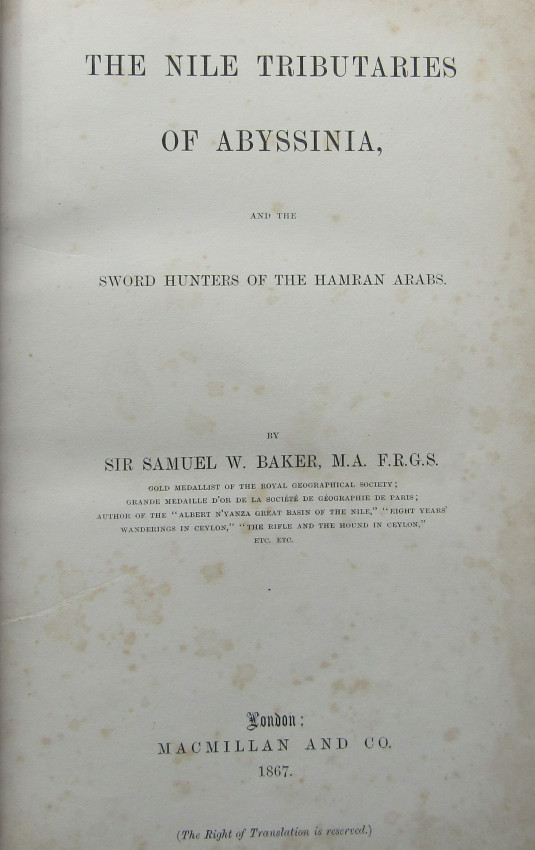 THE NILE TRIBUTARIES
OF ABYSSINIA,
AND THE
SWORD HUNTERS OF THE HAMRAN ARABS.
BY
SIR SAMUEL W. BAKER, M.A. F.R.G.S.
GOLD MEDALLIST OF THE ROYAL GEOGRAPHICAL SOCIETY;
GRANDE MEDAILLE D'OR DE LA SOCIÉTÉ DE GÉOGRAPHIE DE PARIS;
AUTHOR OF THE "ALBERT N'YANZA GREAT BASIN OF THE NILE," "EIGHT YEARS'
WANDERINGS IN CEYLON," "THE RIFLE AND THE HOUND IN CEYLON,"
ETC. ETC.
London:
MACMILLAN AND CO.
1867.
(The Right of Translation is reserved.)